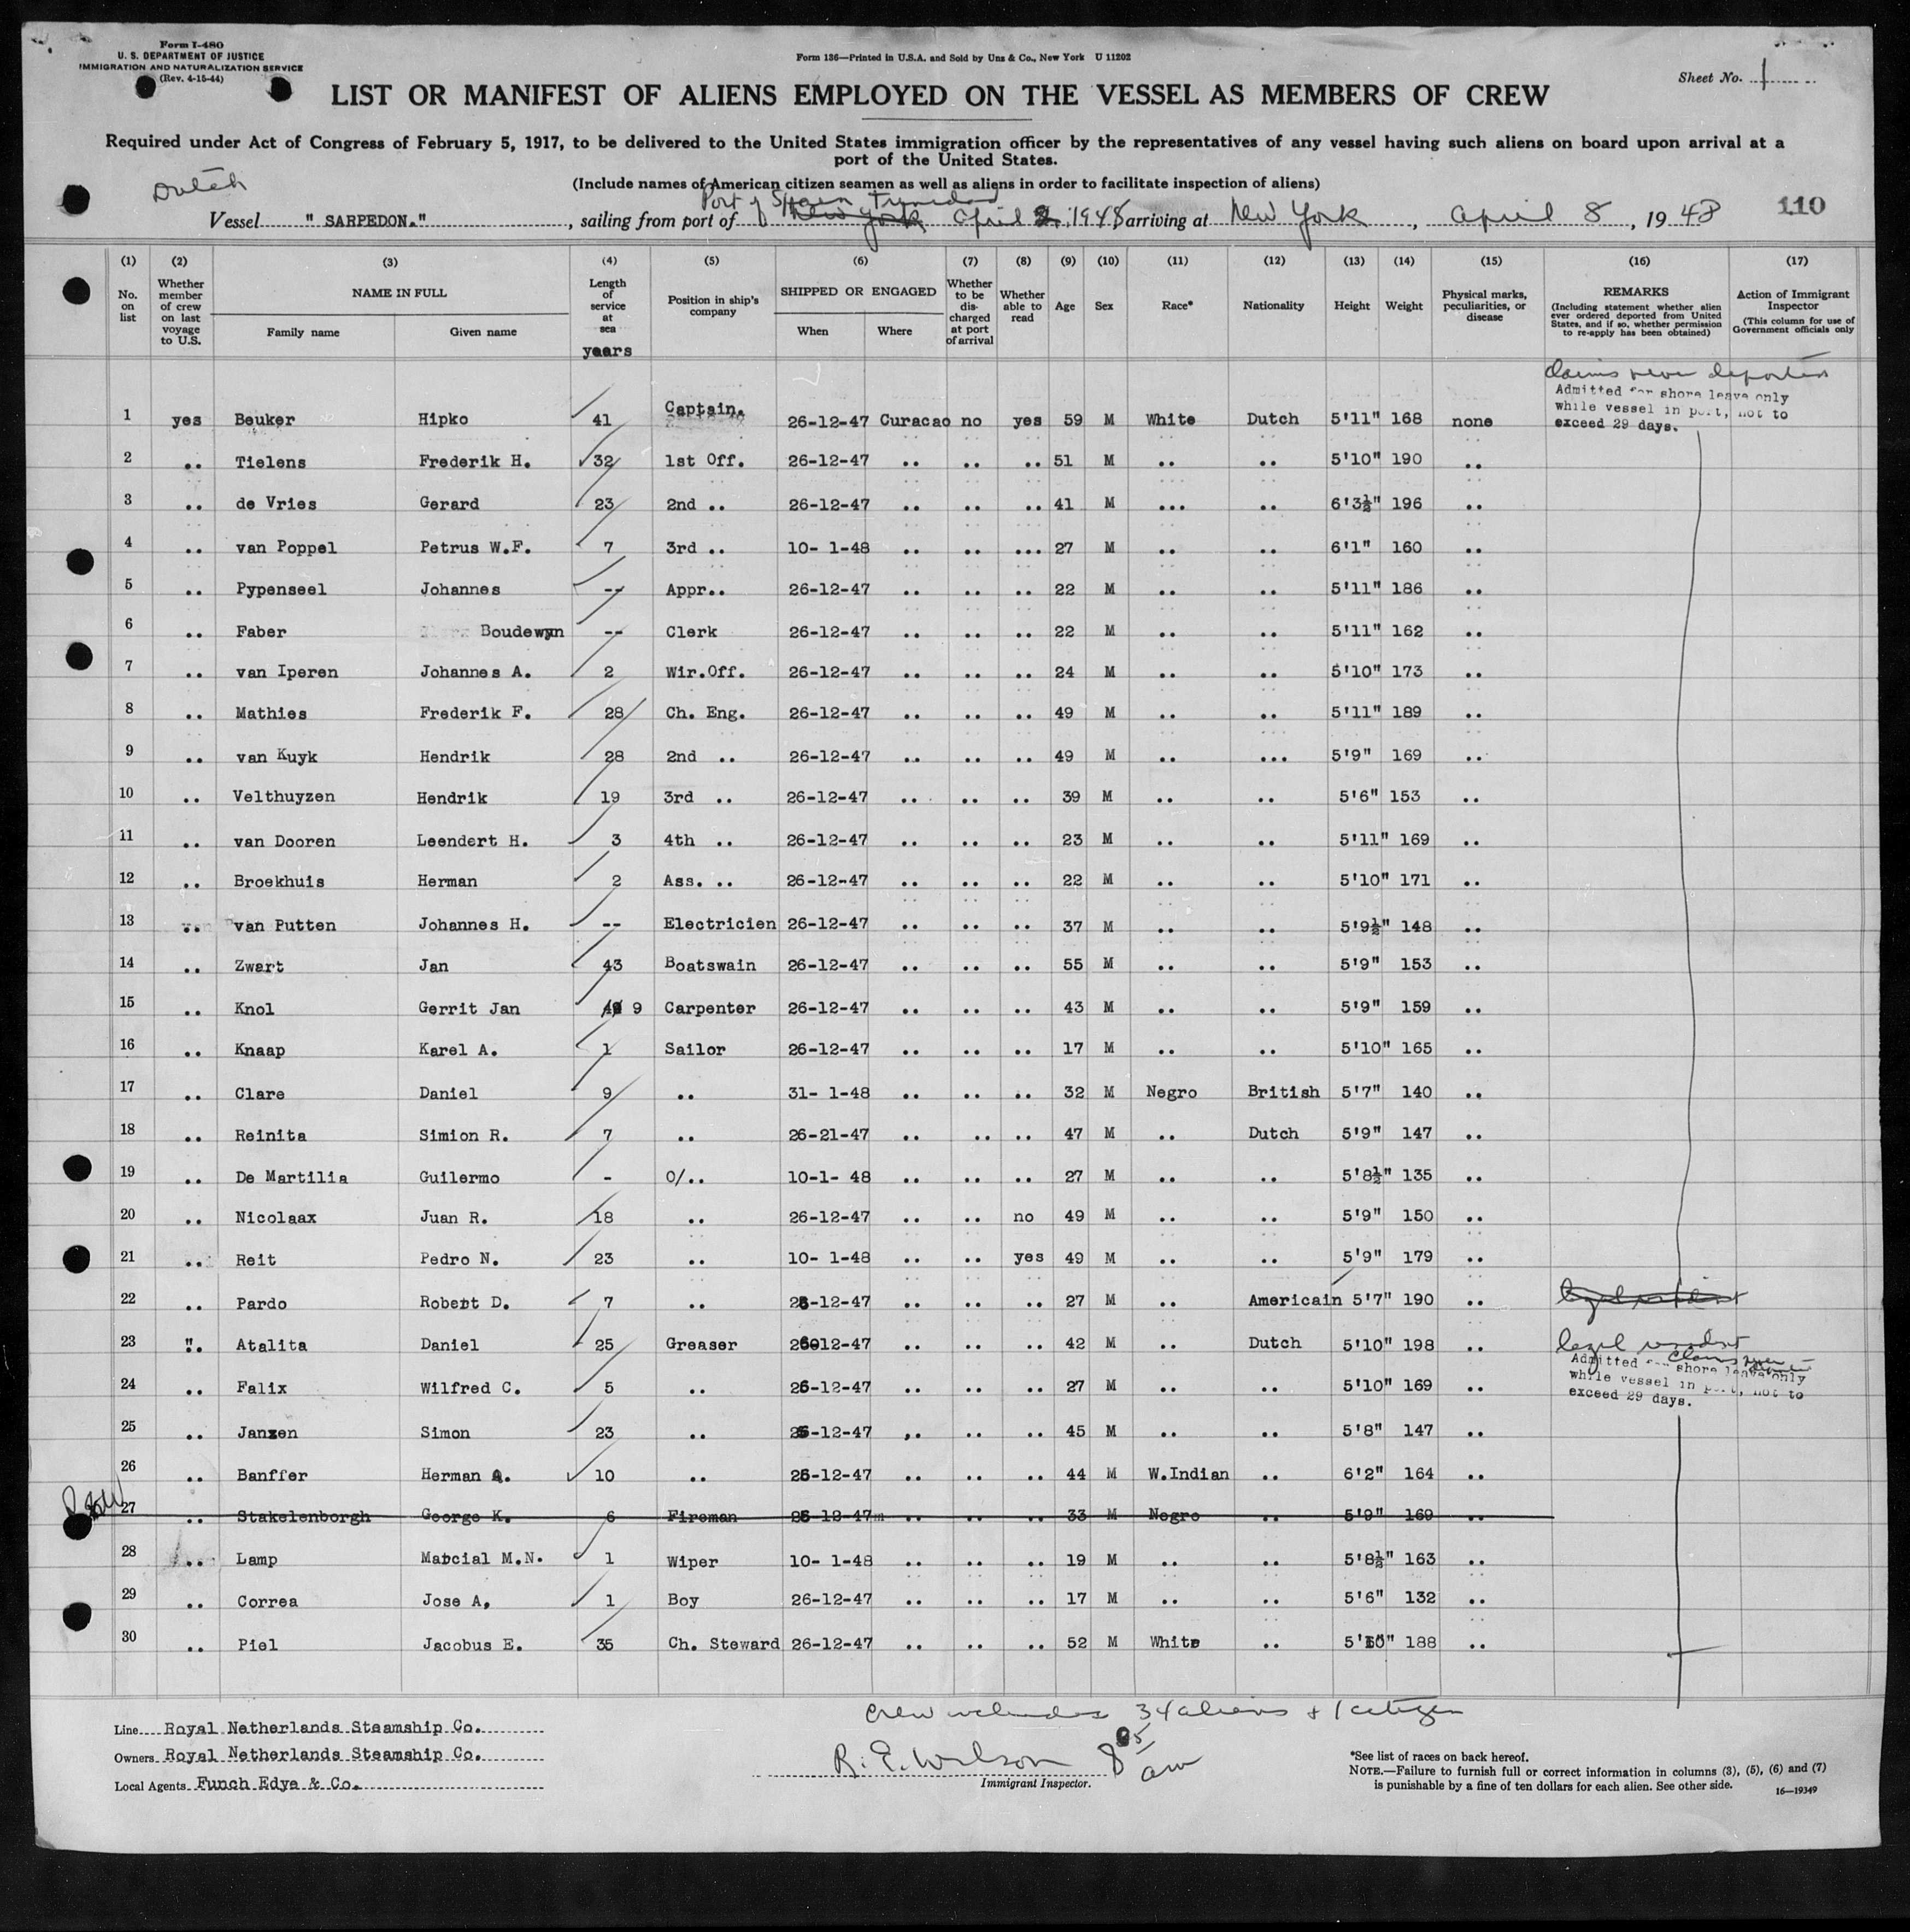 Form I-480
U. S. DEPARTMENT OF JUSTICE
IMMIGRATION AND NATURALIZATION SERVICE
(Rev. 4-15-44)
Form 136—Printed in U.S.A. and Sold by Unz & Co., New York U 11202
Sheet No. 1
LIST OR MANIFEST OF ALIENS EMPLOYED ON THE VESSEL AS MEMBERS OF CREW
Required under Act of Congress of February 5, 1917, to be delivered to the United States immigration officer by the representatives of any vessel having such aliens on board upon arrival at a
port of the United States.
(Include names of American citizen seamen as well as aliens in order to facilitate inspection of aliens)
Dutch
Port of Spain Trinidad
110
Vessel " SARPEDON." , sailing from port of New York April 2, 1948 arriving at New York , April 8 , 19 48
(1) (2) (3) (4) (5) (6) (7) (8) (9) (10) (11) (12) (13) (14) (15) (16) (17)
No. on list
Whether member of crew on last voyage to U.S.
NAME IN FULL
Family name Given name
Length of service at sea
years
Position in ship's company
SHIPPED OR ENGAGED
When Where
Whether to be discharged at port of arrival
Whether able to read
Age
Sex
Race*
Nationality
Height
Weight
Physical marks, peculiarities, or disease
REMARKS
(Including statement whether alien ever ordered deported from United States, and if so, whether permission to re-apply has been obtained)
Action of Immigrant Inspector
(This column for use of Government officials only
Claims never deported
Admitted for shore leave only
while vessel in port, not to
exceed 29 days.
1 yes Beuker Hipko 41 Captain. 26-12-47 Curacao no yes 59 M White Dutch 5'11" 168 none
2 .. Tielens Frederik H. 32 1st Off. 26-12-47 .. .. .. 51 M .. .. 5'10" 190 ..
3 .. de Vries Gerard 23 2nd .. 26-12-47 .. .. .. 41 M ... .. 6'3½" 196 ..
4 .. van Poppel Petrus W.F. 7 3rd .. 10- 1-48 .. .. ... 27 M .. .. 6'1" 160 ..
5 .. Pypenseel Johannes -- Appr.. 26-12-47 .. .. .. 22 M .. .. 5'11" 186 ..
6 .. Faber Boudewyn -- Clerk 26-12-47 .. .. .. 22 M .. .. 5'11" 162 ..
7 .. van Iperen Johannes A. 2 Wir.Off. 26-12-47 .. .. .. 24 M .. .. 5'10" 173 ..
8 .. Mathies Frederik F. 28 Ch. Eng. 26-12-47 .. .. .. 49 M .. .. 5'11" 189 ..
9 .. van Kuyk Hendrik 28 2nd .. 26-12-47 .. .. .. 49 M .. ... 5'9" 169 ..
10 .. Velthuyzen Hendrik 19 3rd .. 26-12-47 .. .. .. 39 M .. .. 5'6" 153 ..
11 .. van Dooren Leendert H. 3 4th .. 26-12-47 .. .. .. 23 M .. .. 5'11" 169 ..
12 .. Broekhuis Herman 2 Ass. .. 26-12-47 .. .. .. 22 M .. .. 5'10" 171 ..
13 .. van Putten Johannes H. -- Electricien 26-12-47 .. .. .. 37 M .. .. 5'9½" 148 ..
14 .. Zwart Jan 43 Boatswain 26-12-47 .. .. .. 55 M .. .. 5'9" 153 ..
15 .. Knol Gerrit Jan 9 Carpenter 26-12-47 .. .. .. 43 M .. .. 5'9" 159 ..
16 .. Knaap Karel A. 1 Sailor 26-12-47 .. .. .. 17 M .. .. 5'10" 165 ..
17 .. Clare Daniel 9 .. 31- 1-48 .. .. .. 32 M Negro British 5'7" 140 ..
18 .. Reinita Simion R. 7 .. 26-21-47 .. .. .. 47 M .. Dutch 5'9" 147 ..
19 .. De Martilia Guilermo - O/.. 10-1- 48 .. .. .. 27 M .. .. 5'8½" 135 ..
20 .. Nicolaax Juan R. 18 .. 26-12-47 .. .. no 49 M .. .. 5'9" 150 ..
21 .. Reit Pedro N. 23 .. 10- 1-48 .. .. yes 49 M .. .. 5'9" 179 ..
22 .. Pardo Robert D. 7 .. 26-12-47 .. .. .. 27 M .. Americain 5'7" 190 .. legal resident
23 ".. Atalita Daniel 25 Greaser 26-12-47 .. .. .. 42 M .. Dutch 5'10" 198 .. legal resident
Admitted for shore leave only
while vessel in port, not to
exceed 29 days.
24 .. Falix Wilfred C. 5 .. 26-12-47 .. .. .. 27 M .. .. 5'10" 169 ..
25 .. Janzen Simon 23 .. 26-12-47 .. .. .. 45 M .. .. 5'8" 147 ..
26 .. Banffer Herman A. 10 .. 26-12-47 .. .. .. 44 M W.Indian .. 6'2" 164 ..
27 .. Stakelenborgh George K. 6 Fireman 26 12-47 .. .. .. 33 M Negro .. 5'9" 169 ..
28 .. Lamp Marcial M.N. 1 Wiper 10- 1-48 .. .. .. 19 M .. .. 5'8½" 163 ..
29 .. Correa Jose A. 1 Boy 26-12-47 .. .. .. 17 M .. .. 5'6" 132 ..
30 .. Piel Jacobus E. 35 Ch. Steward 26-12-47 .. .. .. 52 M White .. 5'10" 188 ..
Crew includes 34 aliens + 1 citizen
Line Royal Netherlands Steamship Co.
Owners Royal Netherlands Steamship Co.
Local Agents Funch Edye & Co.
R. E. Wilson 8 05 am
Immigrant Inspector.
*See list of races on back hereof.
NOTE.—Failure to furnish full or correct information in columns (3), (5), (6) and (7)
is punishable by a fine of ten dollars for each alien. See other side.
16—19349